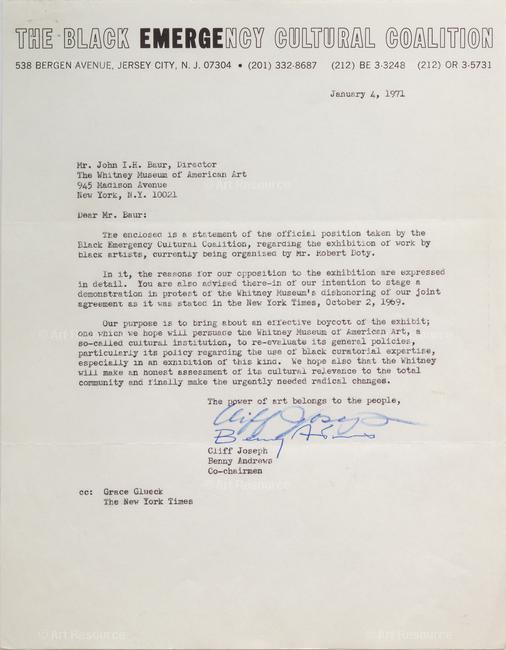 THE BLACK EMERGENCY CULTURAL COALITION
538 BERGEN AVENUE, JERSEY CITY, N. J. 07304 • (201) 332-8687 (212) BE 3-3248 (212) OR 3-5731
January 4, 1971
Mr. John I.H. Baur, Director
The Whitney Museum of American Art
945 Madison Avenue
New York, N.Y. 10021
Dear Mr. Baur:
The enclosed is a statement of the official position taken by the
Black Emergency Cultural Coalition, regarding the exhibition of work by
black artists, currently being organized by Mr. Robert Doty.
In it, the reasons for our opposition to the exhibition are expressed
in detail. You are also advised there-in of our intention to stage a
demonstration in protest of the Whitney Museum's dishonoring of our joint
agreement as it was stated in the New York Times, October 2, 1969.
Our purpose is to bring about an effective boycott of the exhibit;
one which we hope will persuade the Whitney Museum of American Art, a
so-called cultural institution, to re-evaluate its general policies,
particularly its policy regarding the use of black curatorial expertise,
especially in an exhibition of this kind. We hope also that the Whitney
will make an honest assessment of its cultural relevance to the total
community and finally make the urgently needed radical changes.
The power of art belongs to the people,
Cliff Joseph
Benny Andrews
Cliff Joseph
Benny Andrews
Co-chairmen
cc: Grace Glueck
The New York Times
© Art Resource